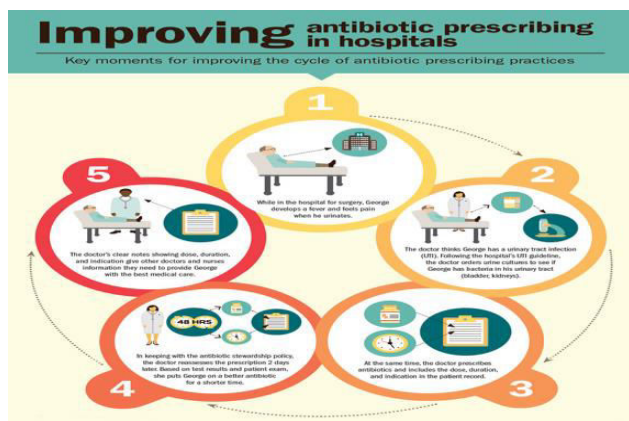 Improving antibiotic prescribing
in hospitals
Key moments for improving the cycle of antibiotic prescribing practices
1
While in the hospital for surgery, George
develops a fever and feels pain
when he urinates.
2
The doctor thinks George has a urinary tract infection
(UTI). Following the hospital's UTI guideline,
the doctor orders urine cultures to see if
George has bacteria in his urinary tract
(bladder, kidneys).
3
At the same time, the doctor prescribes
antibiotics and includes the dose, duration,
and indication in the patient record.
4
48 HRS
In keeping with the antibiotic stewardship policy,
the doctor reassesses the prescription 2 days
later. Based on test results and patient exam,
she puts George on a better antibiotic
for a shorter time.
5
The doctor's clear notes showing dose, duration,
and indication give other doctors and nurses
information they need to provide George
with the best medical care.